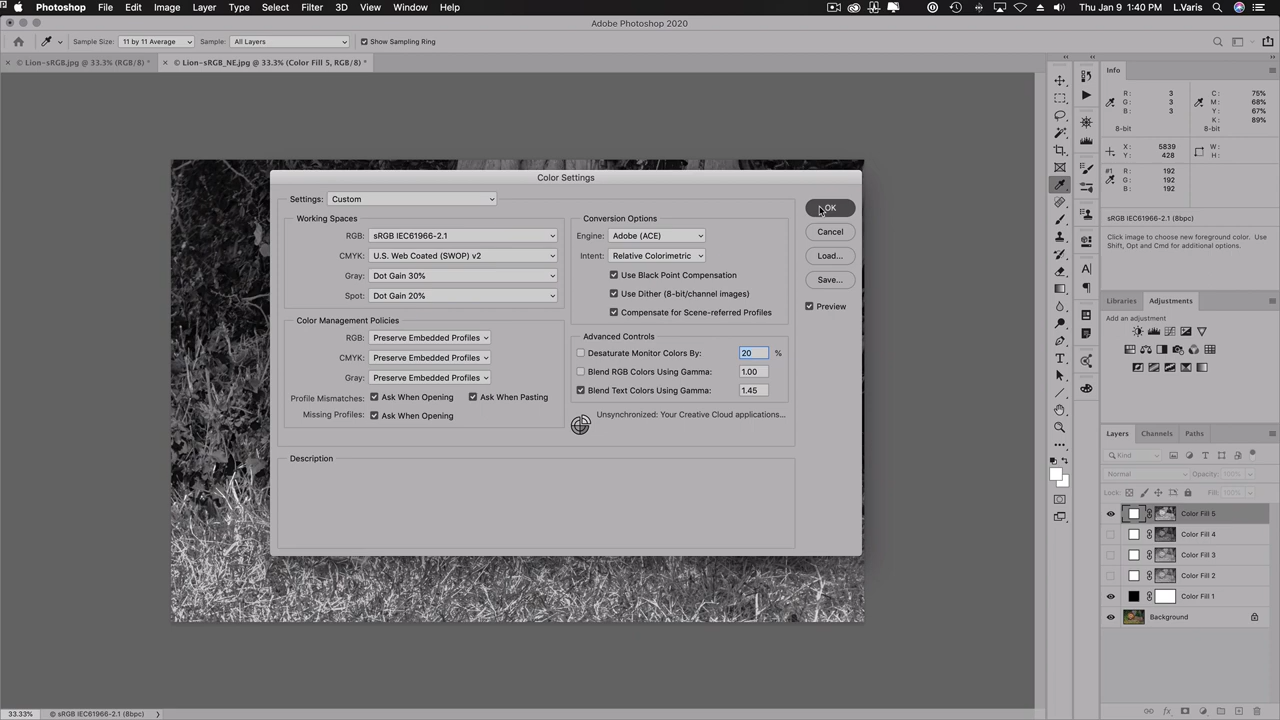 Photoshop File Edit Image Layer Type Select Filter 3D View Window Help
Thu Jan 9 1:40 PM L.Varis
Adobe Photoshop 2020
Sample Size: 11 by 11 Average Sample: All Layers Show Sampling Ring
© Lion-sRGB.jpg @ 33.3% (RGB/8) *
© Lion-sRGB_NE.jpg @ 33.3% (Color Fill 5, RGB/8) *
Color Settings
Settings: Custom
Working Spaces
RGB: sRGB IEC61966-2.1
CMYK: U.S. Web Coated (SWOP) v2
Gray: Dot Gain 30%
Spot: Dot Gain 20%
Color Management Policies
RGB: Preserve Embedded Profiles
CMYK: Preserve Embedded Profiles
Gray: Preserve Embedded Profiles
Profile Mismatches: Ask When Opening Ask When Pasting
Missing Profiles: Ask When Opening
Conversion Options
Engine: Adobe (ACE)
Intent: Relative Colorimetric
Use Black Point Compensation
Use Dither (8-bit/channel images)
Compensate for Scene-referred Profiles
Advanced Controls
Desaturate Monitor Colors By: 20 %
Blend RGB Colors Using Gamma: 1.00
Blend Text Colors Using Gamma: 1.45
Unsynchronized: Your Creative Cloud applications...
Description
OK
Cancel
Load...
Save...
Preview
Info
R: 3 C: 75%
G: 3 M: 68%
B: 3 Y: 67%
K: 89%
8-bit 8-bit
X: 5839 W:
Y: 428 H:
#1 R: 192
G: 192
B: 192
sRGB IEC61966-2.1 (8bpc)
Click image to choose new foreground color. Use
Shift, Opt and Cmd for additional options.
Libraries Adjustments
Add an adjustment
Layers Channels Paths
Kind
Normal Opacity: 100%
Lock: Fill: 100%
Color Fill 5
Color Fill 4
Color Fill 3
Color Fill 2
Color Fill 1
Background
33.33% © sRGB IEC61966-2.1 (8bpc)